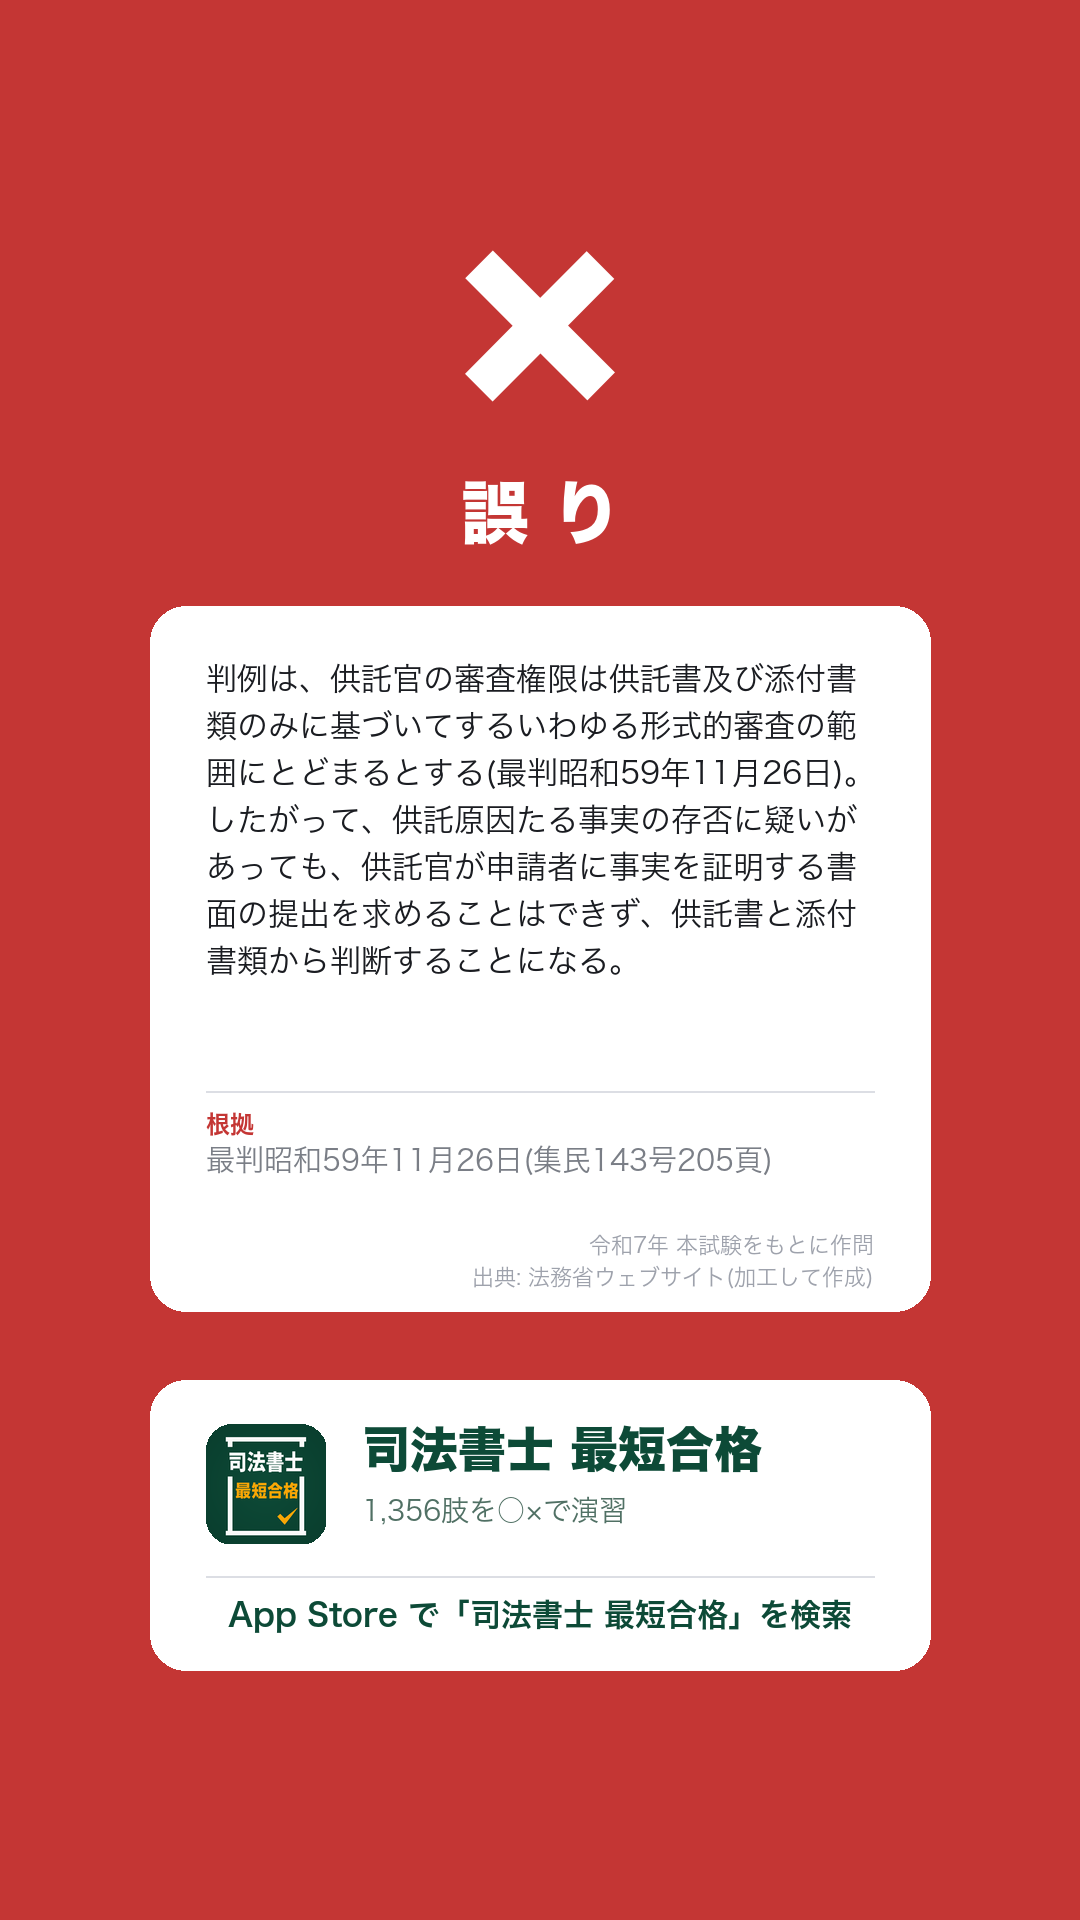 ×
誤り
判例は、供託官の審査権限は供託書及び添付書
類のみに基づいてするいわゆる形式的審査の範
囲にとどまるとする(最判昭和59年11月26日)。
したがって、供託原因たる事実の存否に疑いが
あっても、供託官が申請者に事実を証明する書
面の提出を求めることはできず、供託書と添付
書類から判断することになる。
根拠
最判昭和59年11月26日(集民143号205頁)
令和7年 本試験をもとに作問
出典: 法務省ウェブサイト(加工して作成)
司法書士
最短合格
司法書士 最短合格
1,356肢を○×で演習
App Store で「司法書士 最短合格」を検索